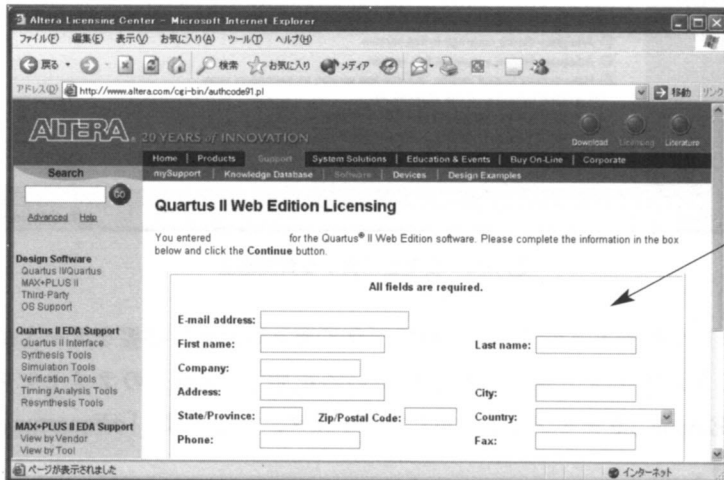 Altera Licensing Center - Microsoft Internet Explorer
ファイル(F) 編集(E) 表示(V) お気に入り(A) ツール(T) ヘルプ(H)
戻る 検索 お気に入り メディア
アドレス(D) http://www.altera.com/cgi-bin/authcode91.pl 移動 リンク
ALTERA. 20 YEARS of INNOVATION
Download Licensing Literature
Home | Products | Support | System Solutions | Education & Events | Buy On-Line | Corporate
mySupport | Knowledge Database | Software | Devices | Design Examples
Search
GO
Advanced Help
Design Software
Quartus II/Quartus
MAX+PLUS II
Third-Party
OS Support
Quartus II EDA Support
Quartus II Interface
Synthesis Tools
Simulation Tools
Verification Tools
Timing Analysis Tools
Resynthesis Tools
MAX+PLUS II EDA Support
View by Vendor
View by Tool
Quartus II Web Edition Licensing
You entered for the Quartus® II Web Edition software. Please complete the information in the box
below and click the Continue button.
All fields are required.
E-mail address:
First name: Last name:
Company:
Address: City:
State/Province: Zip/Postal Code: Country:
Phone: Fax:
ページが表示されました インターネット